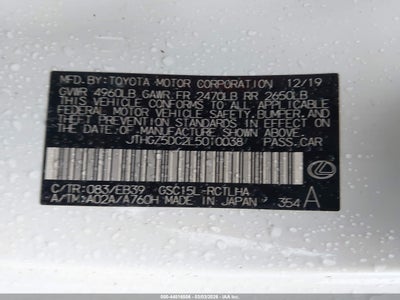 MFD.BY:TOYOTA MOTOR CORPORATION 12/19
GVWR 4960LB GAWR FR 2470LB RR 2650LB
THIS VEHICLE CONFORMS TO ALL APPLICABLE
FEDERAL MOTOR VEHICLE SAFETY, BUMPER, AND
THEFT PREVENTION STANDARDS IN EFFECT ON
THE DATE OF MANUFACTURE SHOWN ABOVE.
JTHGZ5DC2L5010038 PASS.CAR
C/TR:083/EB39 GSC15L-RCTLHA
A/TM:A02A/A760H MADE IN JAPAN 354 A